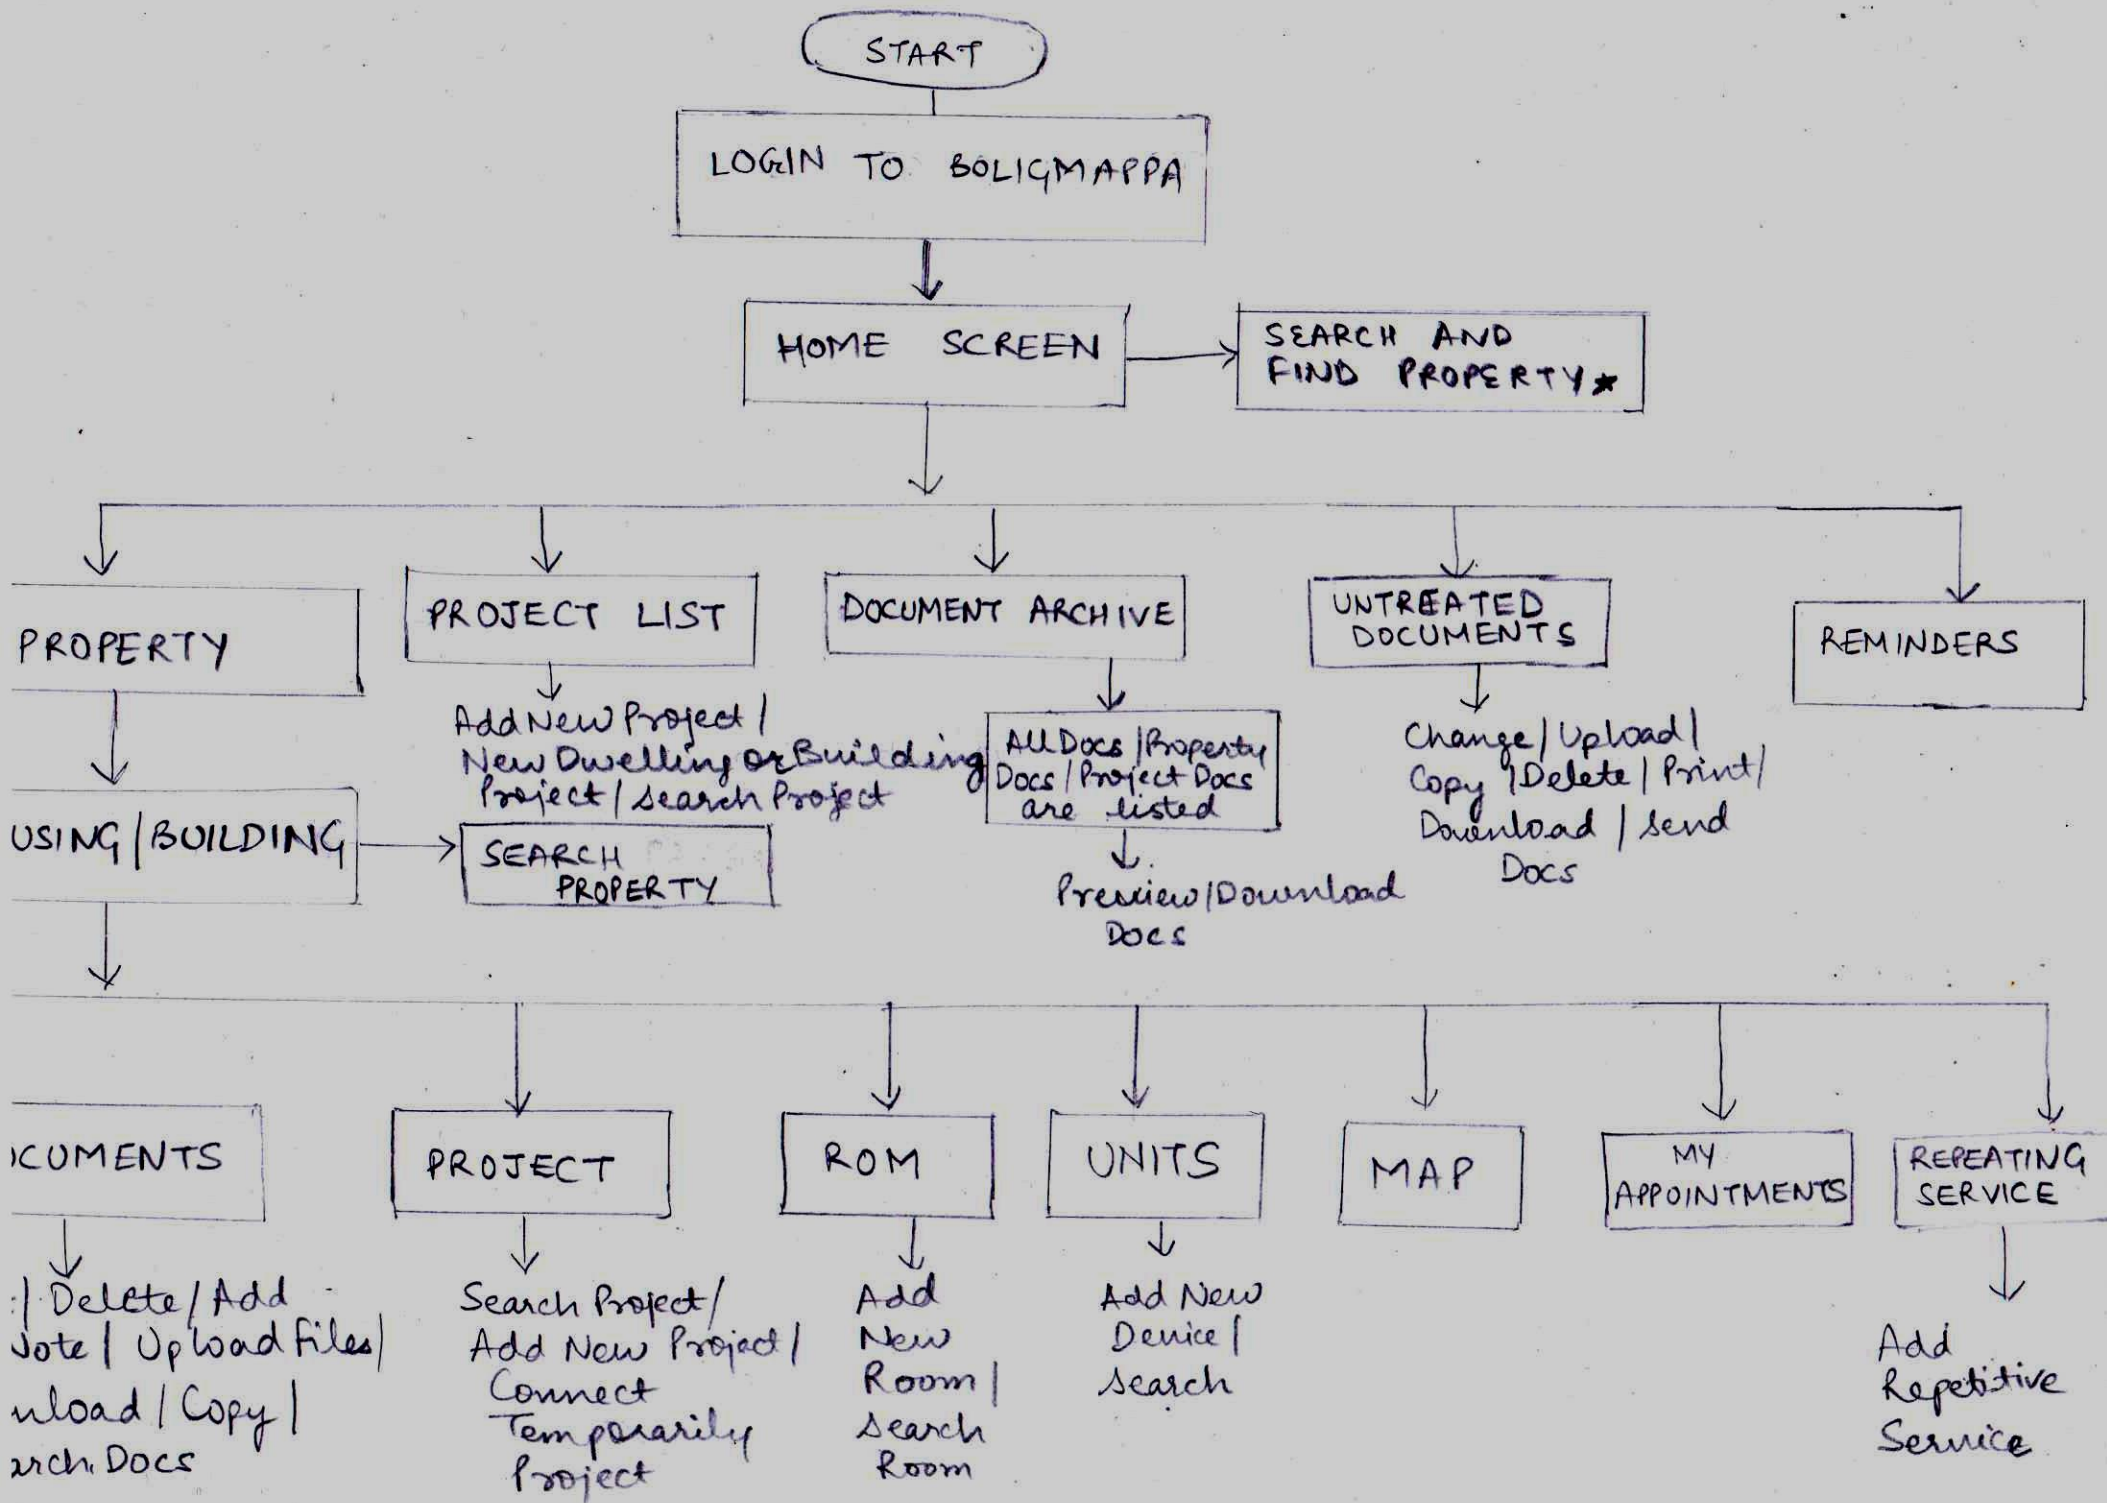 START
LOGIN TO BOLIGMAPPA
HOME SCREEN
SEARCH AND
FIND PROPERTY*
PROPERTY
PROJECT LIST
DOCUMENT ARCHIVE
UNTREATED
DOCUMENTS
REMINDERS
Add New Project/
New Dwelling or Building
Project/Search Project
All Docs/Property
Docs/Project Docs
are listed
Change/Upload/
Copy/Delete/Print/
Download/Send
Docs
USING/BUILDING
SEARCH
PROPERTY
Preview/Download
Docs
CUMENTS
PROJECT
ROM
UNITS
MAP
MY
APPOINTMENTS
REPEATING
SERVICE
/Delete/Add
Note/Upload Files/
nload/Copy/
arch Docs
Search Project/
Add New Project/
Connect
Temporarily
Project
Add
New
Room/
Search
Room
Add New
Device/
Search
Add
Repetitive
Service